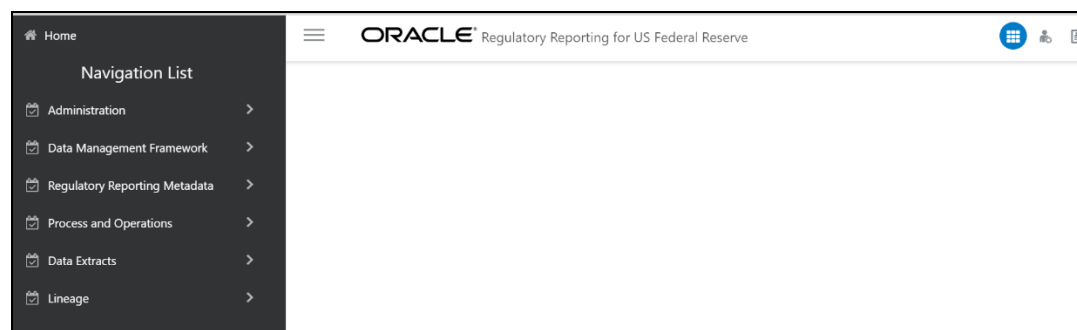 Home
Navigation List
Administration
Data Management Framework
Regulatory Reporting Metadata
Process and Operations
Data Extracts
Lineage
ORACLE® Regulatory Reporting for US Federal Reserve